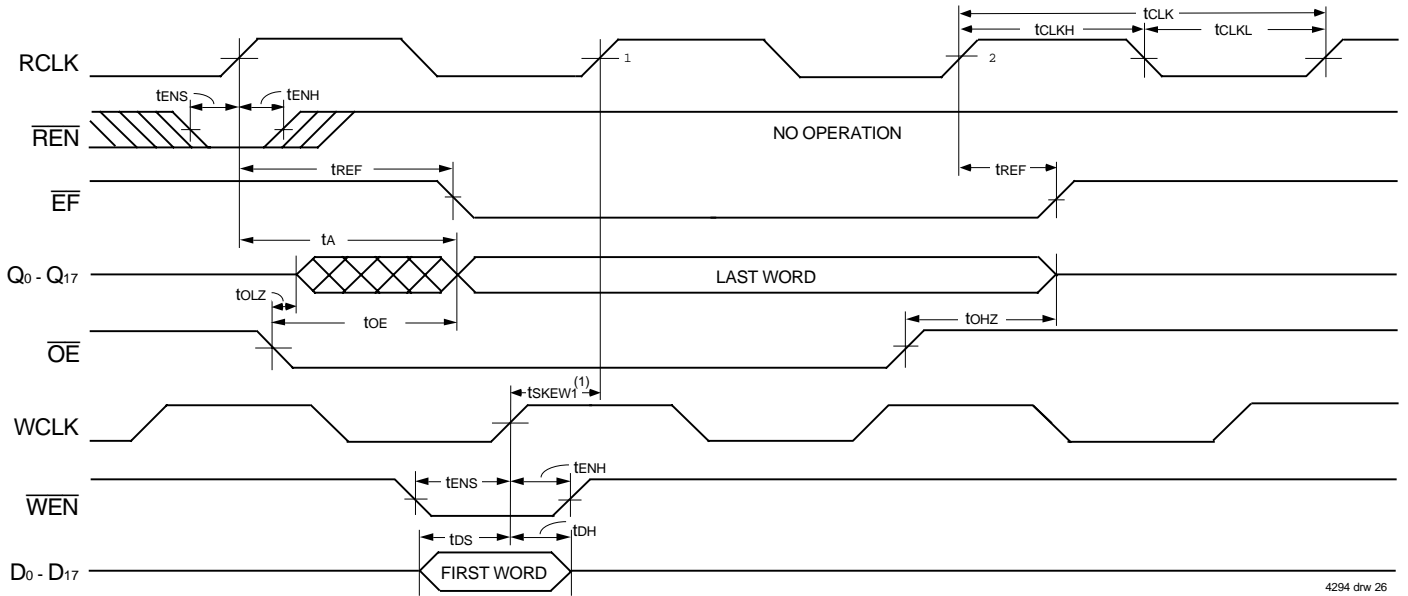 tCLK
tCLKH tCLKL
RCLK 1 2
tENS tENH
REN NO OPERATION
tREF tREF
EF
tA
Q0 - Q17 LAST WORD
tOLZ
tOE tOHZ
OE
tSKEW1(1)
WCLK
tENS tENH
WEN
tDS tDH
D0 - D17 FIRST WORD
4294 drw 26